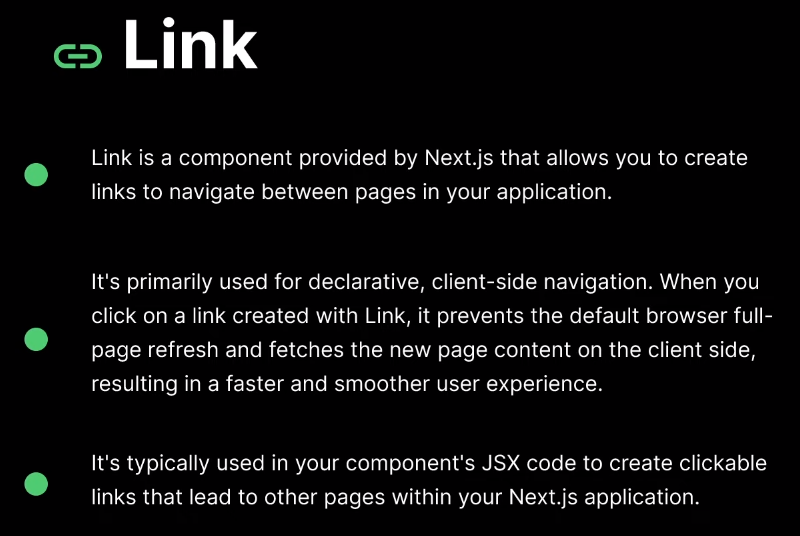 Link
Link is a component provided by Next.js that allows you to create
links to navigate between pages in your application.
It's primarily used for declarative, client-side navigation. When you
click on a link created with Link, it prevents the default browser full-
page refresh and fetches the new page content on the client side,
resulting in a faster and smoother user experience.
It's typically used in your component's JSX code to create clickable
links that lead to other pages within your Next.js application.